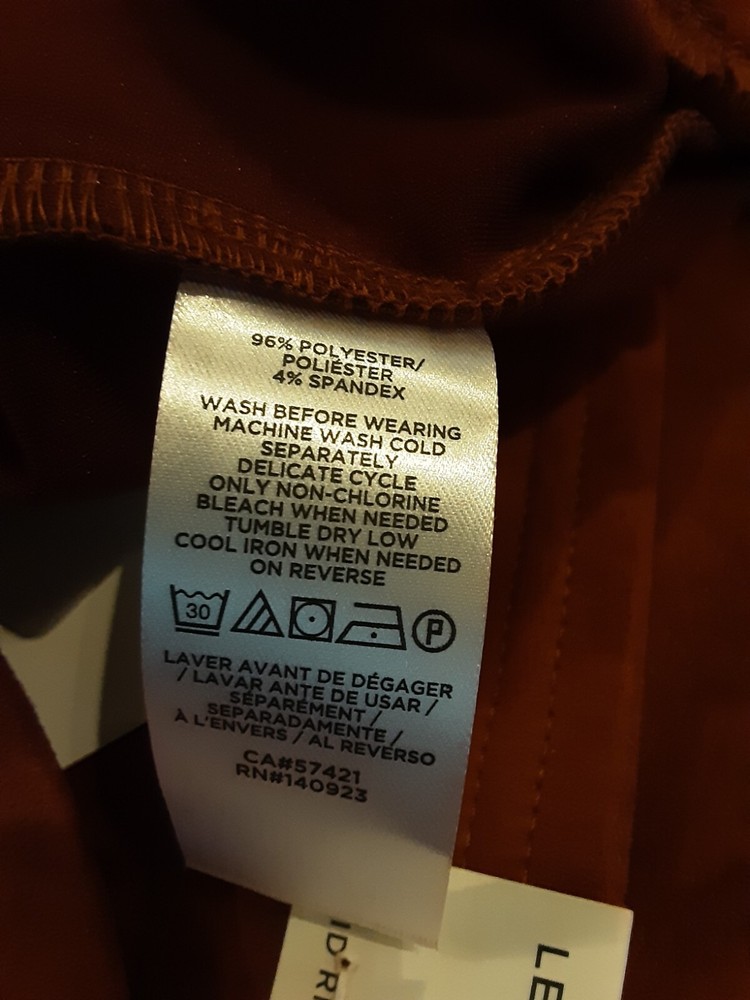 96% POLYESTER/
POLIÉSTER
4% SPANDEX
WASH BEFORE WEARING
MACHINE WASH COLD
SEPARATELY
DELICATE CYCLE
ONLY NON-CHLORINE
BLEACH WHEN NEEDED
TUMBLE DRY LOW
COOL IRON WHEN NEEDED
ON REVERSE
30 P
LAVER AVANT DE DÉGAGER
/ LAVAR ANTE DE USAR /
SÉPARÉMENT /
SEPARADAMENTE /
À L'ENVERS / AL REVERSO
CA#57421
RN#140923
ID R
LE